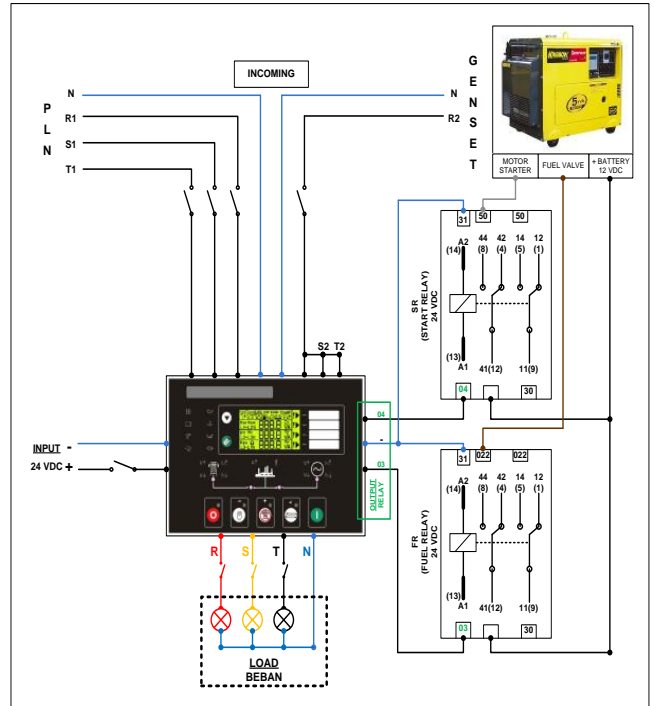 INCOMING
P
L
N
N
R1
S1
T1
G
E
N
S
E
T
N
R2
5
MOTOR
STARTER
FUEL VALVE
+ BATTERY
12 VDC
31
50
50
A2
(14)
44
(8)
42
(4)
14
(5)
12
(1)
SR
(START RELAY)
24 VDC
(13)
A1
41(12)
11(9)
04
30
S2 T2
04
-
03
OUTPUT
RELAY
INPUT -
24 VDC +
31
022
022
A2
(14)
44
(8)
42
(4)
14
(5)
12
(1)
FR
(FUEL RELAY)
24 VDC
(13)
A1
41(12)
11(9)
03
30
R
S
T
N
LOAD
BEBAN